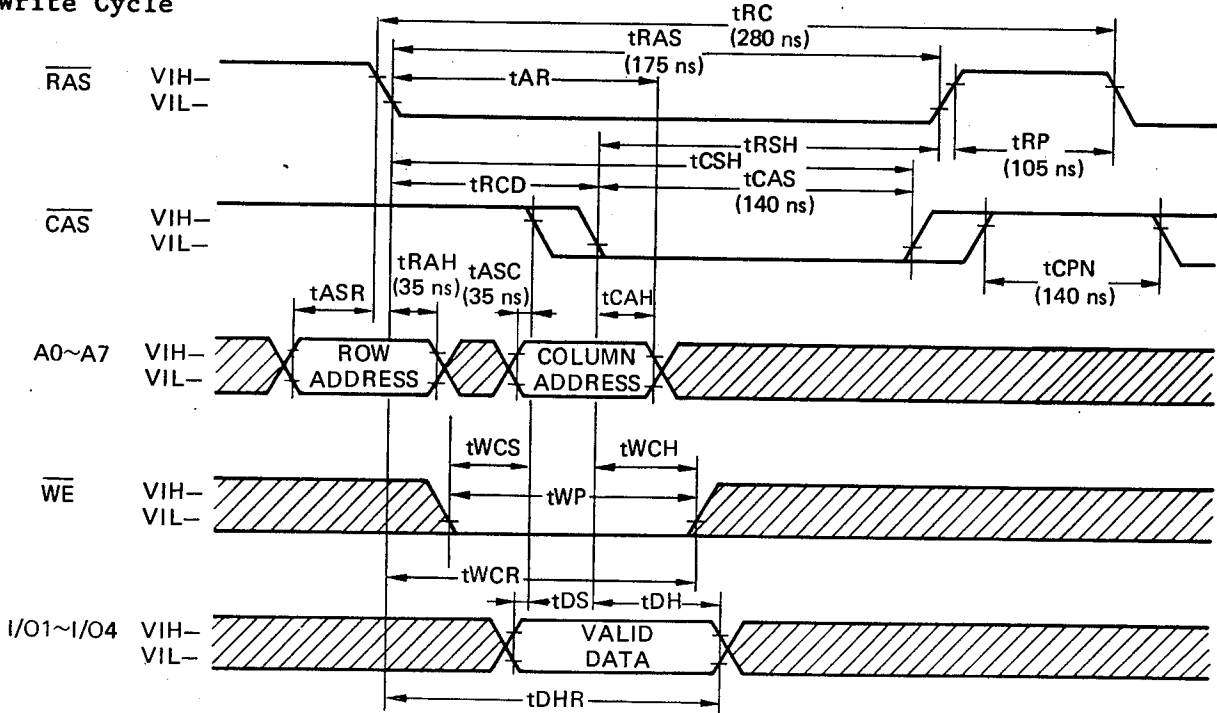 Write Cycle
tRC
(280 ns)
tRAS
(175 ns)
tAR
RAS VIH–
VIL–
tRSH
tRP
(105 ns)
tCSH
tRCD
tCAS
(140 ns)
CAS VIH–
VIL–
tRAH
(35 ns)
tASC
(35 ns)
tCPN
(140 ns)
tASR
tCAH
A0~A7 VIH–
VIL–
ROW
ADDRESS
COLUMN
ADDRESS
tWCS
tWCH
WE VIH–
VIL–
tWP
tWCR
tDS
tDH
I/O1~I/O4 VIH–
VIL–
VALID
DATA
tDHR